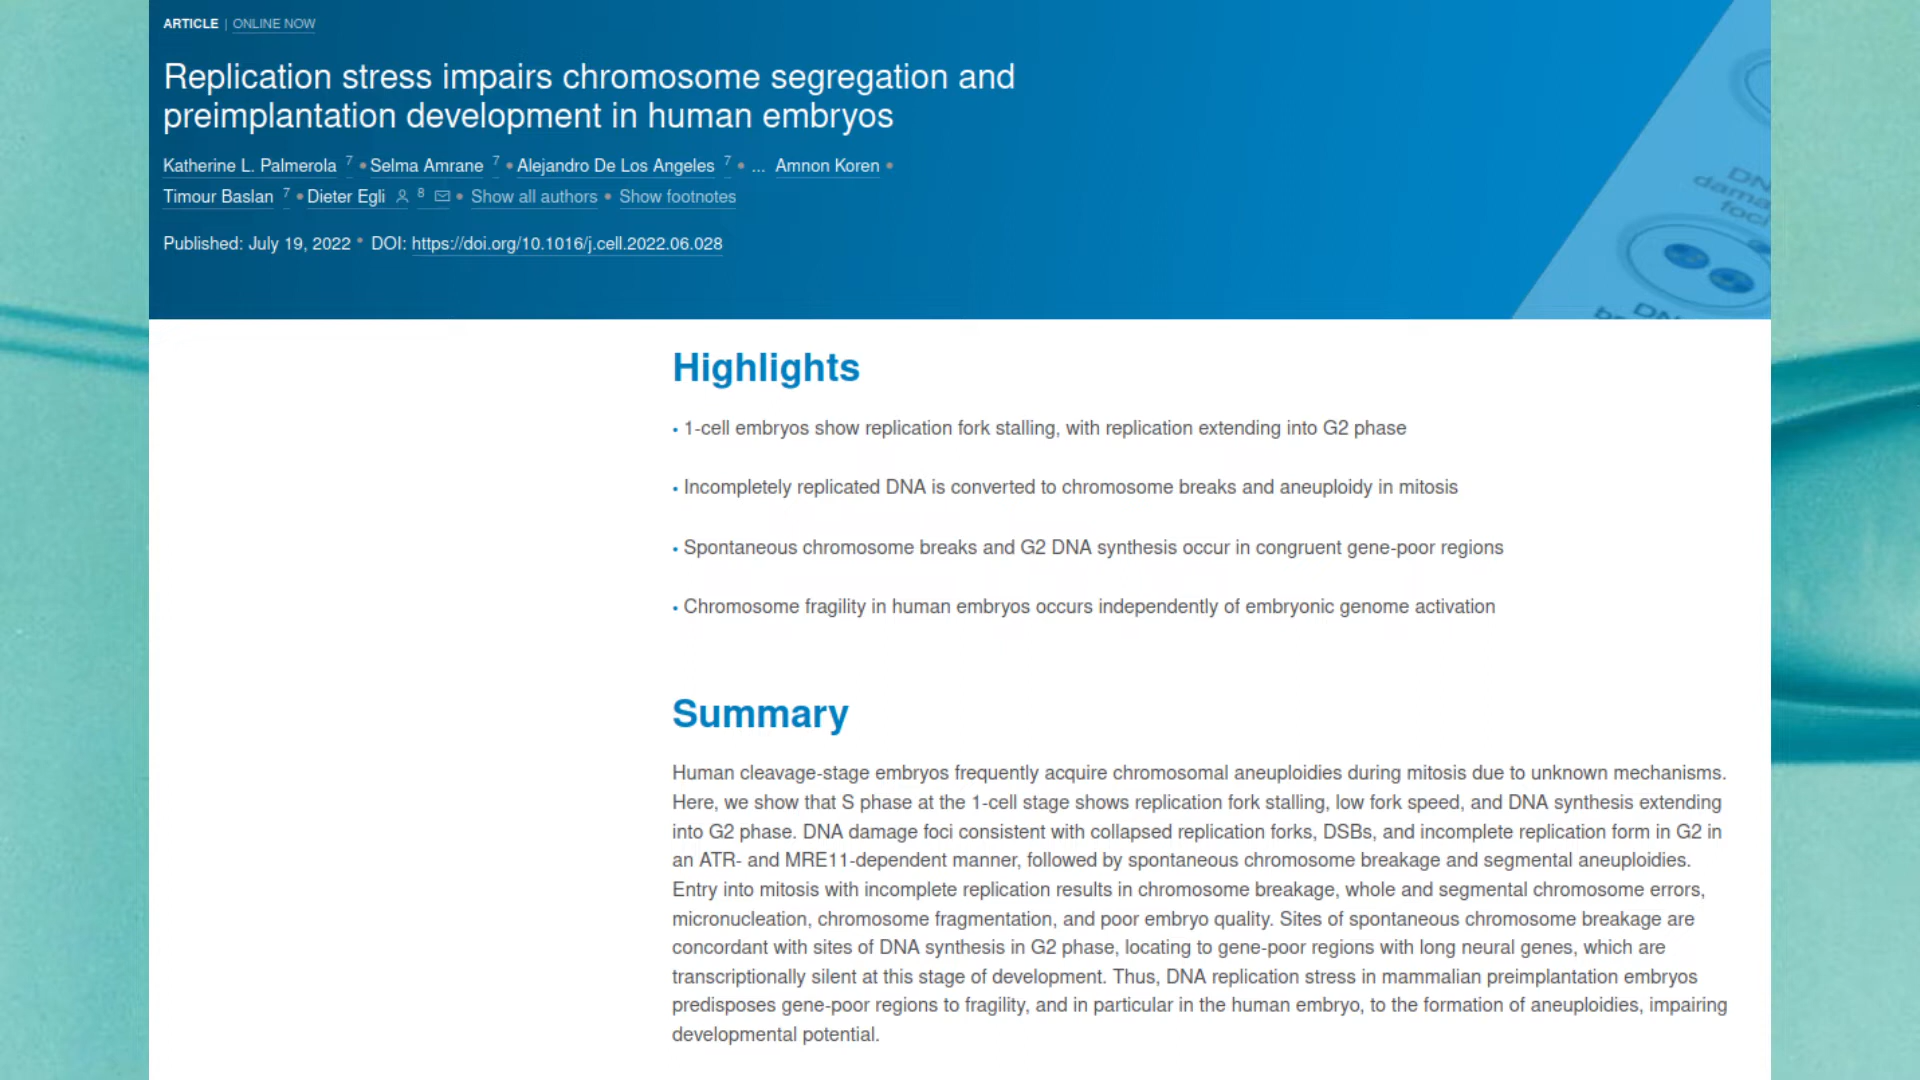 ARTICLE | ONLINE NOW
Replication stress impairs chromosome segregation and
preimplantation development in human embryos
Katherine L. Palmerola 7 • Selma Amrane 7 • Alejandro De Los Angeles 7 • ... Amnon Koren •
Timour Baslan 7 • Dieter Egli 8 • Show all authors • Show footnotes
Published: July 19, 2022 • DOI: https://doi.org/10.1016/j.cell.2022.06.028
DN
dama
foci
DN
Highlights
• 1-cell embryos show replication fork stalling, with replication extending into G2 phase
• Incompletely replicated DNA is converted to chromosome breaks and aneuploidy in mitosis
• Spontaneous chromosome breaks and G2 DNA synthesis occur in congruent gene-poor regions
• Chromosome fragility in human embryos occurs independently of embryonic genome activation
Summary
Human cleavage-stage embryos frequently acquire chromosomal aneuploidies during mitosis due to unknown mechanisms.
Here, we show that S phase at the 1-cell stage shows replication fork stalling, low fork speed, and DNA synthesis extending
into G2 phase. DNA damage foci consistent with collapsed replication forks, DSBs, and incomplete replication form in G2 in
an ATR- and MRE11-dependent manner, followed by spontaneous chromosome breakage and segmental aneuploidies.
Entry into mitosis with incomplete replication results in chromosome breakage, whole and segmental chromosome errors,
micronucleation, chromosome fragmentation, and poor embryo quality. Sites of spontaneous chromosome breakage are
concordant with sites of DNA synthesis in G2 phase, locating to gene-poor regions with long neural genes, which are
transcriptionally silent at this stage of development. Thus, DNA replication stress in mammalian preimplantation embryos
predisposes gene-poor regions to fragility, and in particular in the human embryo, to the formation of aneuploidies, impairing
developmental potential.